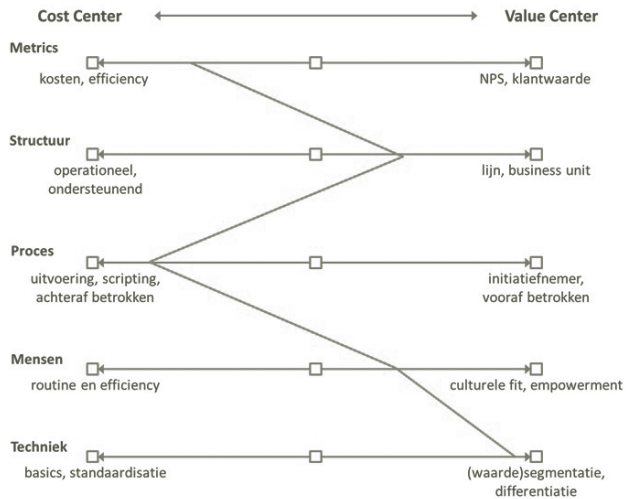 Cost Center Value Center
Metrics
kosten, efficiency NPS, klantwaarde
Structuur
operationeel, lijn, business unit
ondersteunend
Proces
uitvoering, scripting, initiatiefnemer,
achteraf betrokken vooraf betrokken
Mensen
routine en efficiency culturele fit, empowerment
Techniek
basics, standaardisatie (waarde)segmentatie,
differentiatie